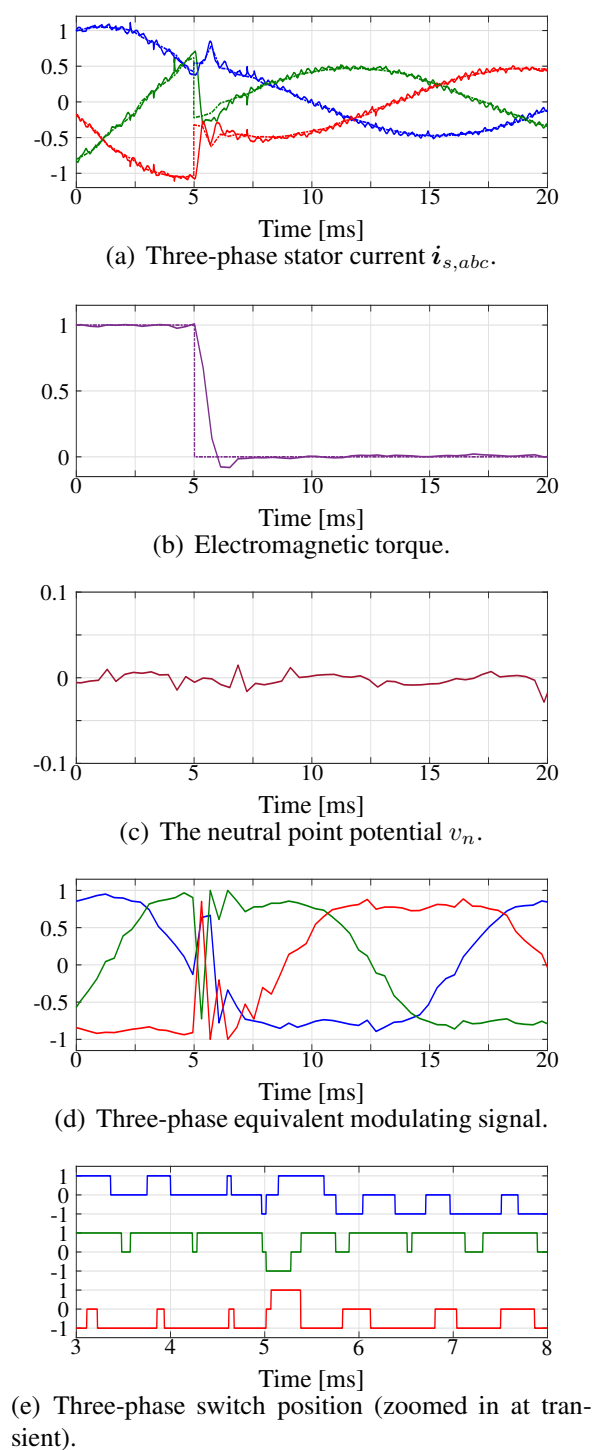 1
0.5
0
-0.5
-1
0 5 10 15 20
Time [ms]
(a) Three-phase stator current i_{s,abc}.
1
0.5
0
0 5 10 15 20
Time [ms]
(b) Electromagnetic torque.
0.1
0
-0.1
0 5 10 15 20
Time [ms]
(c) The neutral point potential v_n.
1
0.5
0
-0.5
-1
0 5 10 15 20
Time [ms]
(d) Three-phase equivalent modulating signal.
1
0
-1
1
0
-1
1
0
-1
3 4 5 6 7 8
Time [ms]
(e) Three-phase switch position (zoomed in at tran-
sient).